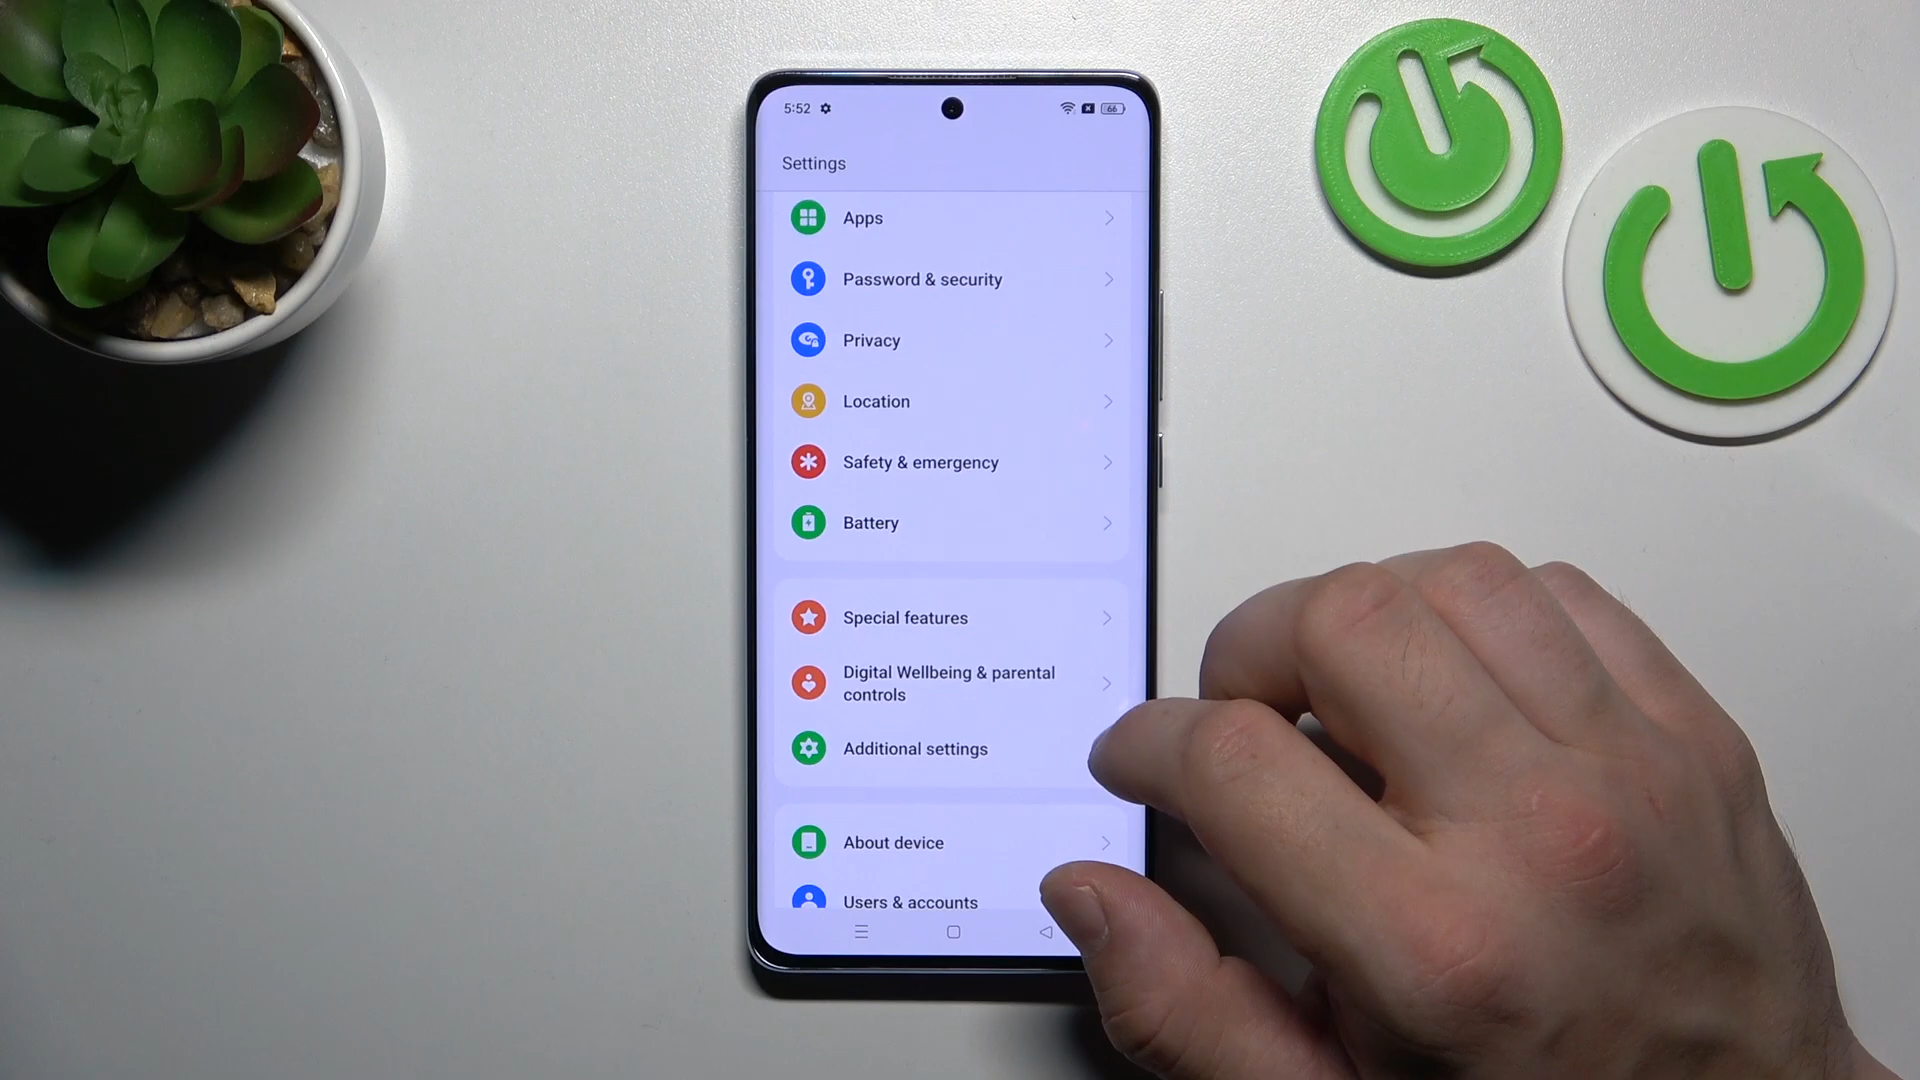 5:52
66
Settings
Apps
Password & security
Privacy
Location
Safety & emergency
Battery
Special features
Digital Wellbeing & parental
controls
Additional settings
About device
Users & accounts